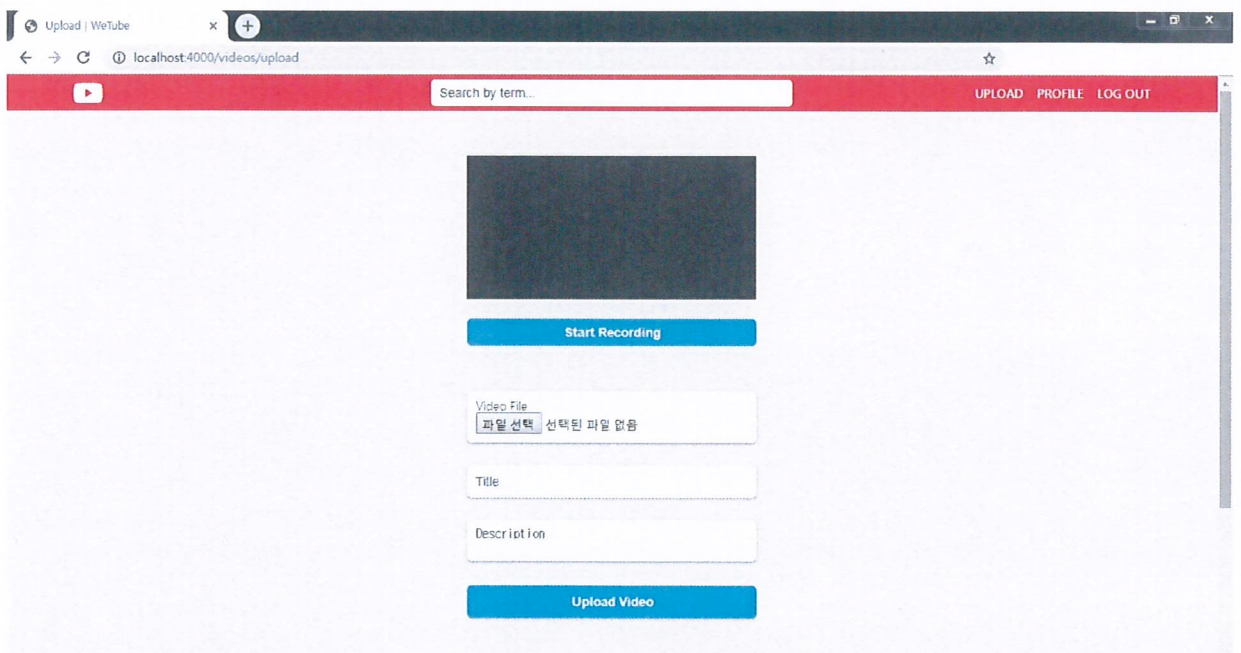 Upload | WeTube
localhost:4000/videos/upload
Search by term...
UPLOAD PROFILE LOG OUT
Start Recording
Video File
파일 선택 선택된 파일 없음
Title
Description
Upload Video